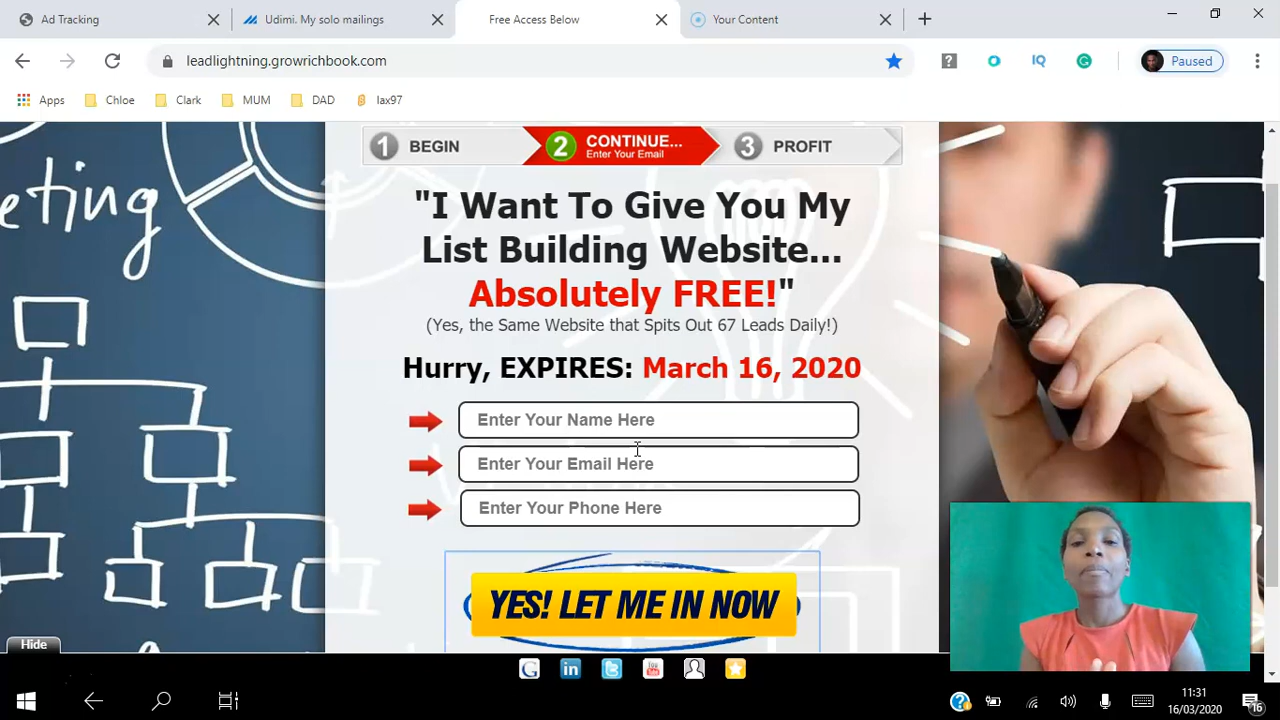 Ad Tracking
Udimi. My solo mailings
Free Access Below
Your Content
leadlightning.growrichbook.com
IQ
Paused
Apps
Chloe
Clark
MUM
DAD
lax97
eting
1 BEGIN
2 CONTINUE...
Enter Your Email
3 PROFIT
"I Want To Give You My
List Building Website...
Absolutely FREE!"
(Yes, the Same Website that Spits Out 67 Leads Daily!)
Hurry, EXPIRES: March 16, 2020
Enter Your Name Here
Enter Your Email Here
Enter Your Phone Here
YES! LET ME IN NOW
Hide
11:31
16/03/2020
16